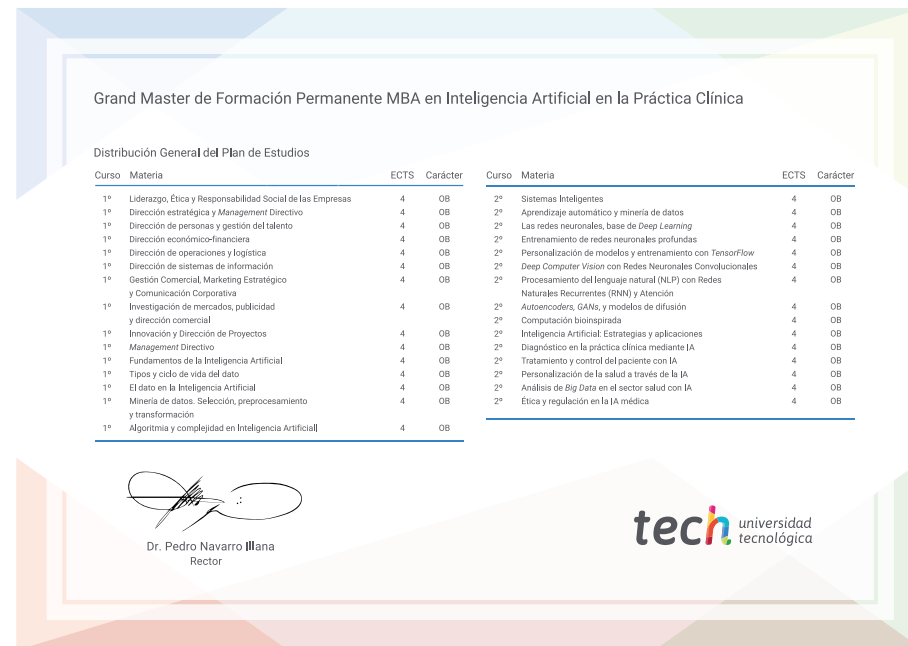 Grand Master de Formación Permanente MBA en Inteligencia Artificial en la Práctica Clínica
Distribución General del Plan de Estudios
Curso Materia ECTS Carácter
1º Liderazgo, Ética y Responsabilidad Social de las Empresas 4 OB
1º Dirección estratégica y Management Directivo 4 OB
1º Dirección de personas y gestión del talento 4 OB
1º Dirección económico-financiera 4 OB
1º Dirección de operaciones y logística 4 OB
1º Dirección de sistemas de información 4 OB
1º Gestión Comercial, Marketing Estratégico 4 OB
y Comunicación Corporativa
1º Investigación de mercados, publicidad 4 OB
y dirección comercial
1º Innovación y Dirección de Proyectos 4 OB
1º Management Directivo 4 OB
1º Fundamentos de la Inteligencia Artificial 4 OB
1º Tipos y ciclo de vida del dato 4 OB
1º El dato en la Inteligencia Artificial 4 OB
1º Minería de datos. Selección, preprocesamiento 4 OB
y transformación
1º Algoritmia y complejidad en Inteligencia Artificial 4 OB
Curso Materia ECTS Carácter
2º Sistemas Inteligentes 4 OB
2º Aprendizaje automático y minería de datos 4 OB
2º Las redes neuronales, base de Deep Learning 4 OB
2º Entrenamiento de redes neuronales profundas 4 OB
2º Personalización de modelos y entrenamiento con TensorFlow 4 OB
2º Deep Computer Vision con Redes Neuronales Convolucionales 4 OB
2º Procesamiento del lenguaje natural (NLP) con Redes 4 OB
Naturales Recurrentes (RNN) y Atención
2º Autoencoders, GANs, y modelos de difusión 4 OB
2º Computación bioinspirada 4 OB
2º Inteligencia Artificial: Estrategias y aplicaciones 4 OB
2º Diagnóstico en la práctica clínica mediante IA 4 OB
2º Tratamiento y control del paciente con IA 4 OB
2º Personalización de la salud a través de la IA 4 OB
2º Análisis de Big Data en el sector salud con IA 4 OB
2º Ética y regulación en la IA médica 4 OB
Dr. Pedro Navarro Illana
Rector
tech universidad
tecnológica